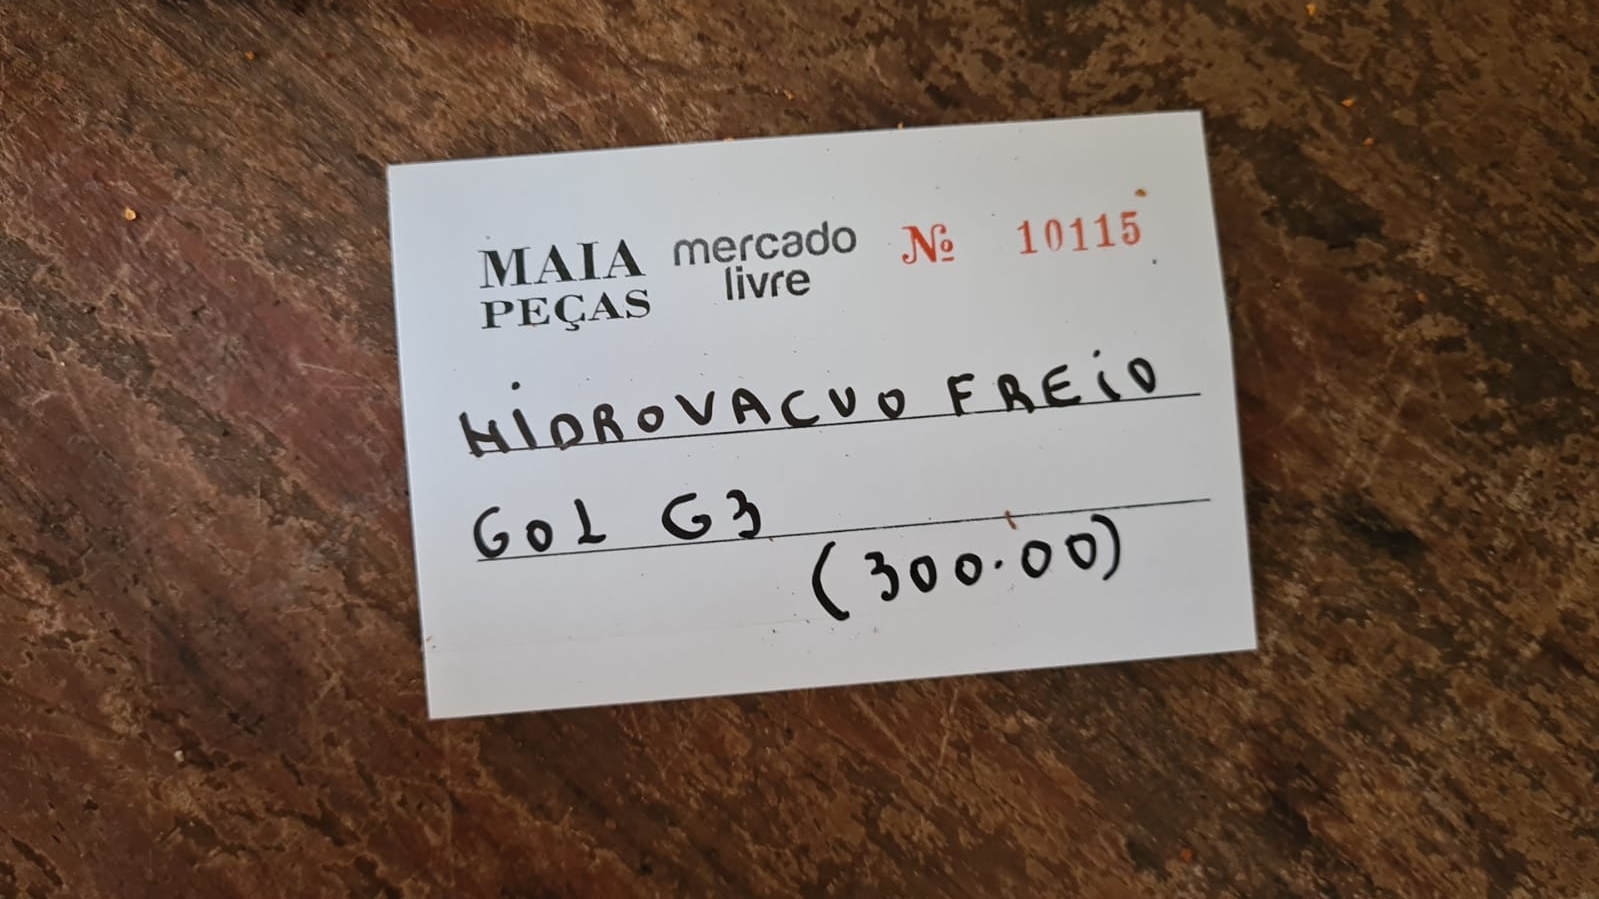 MAIA mercado Nº 10115
PEÇAS livre
HIDROVACUO FREIO
GOL G3
(300.00)